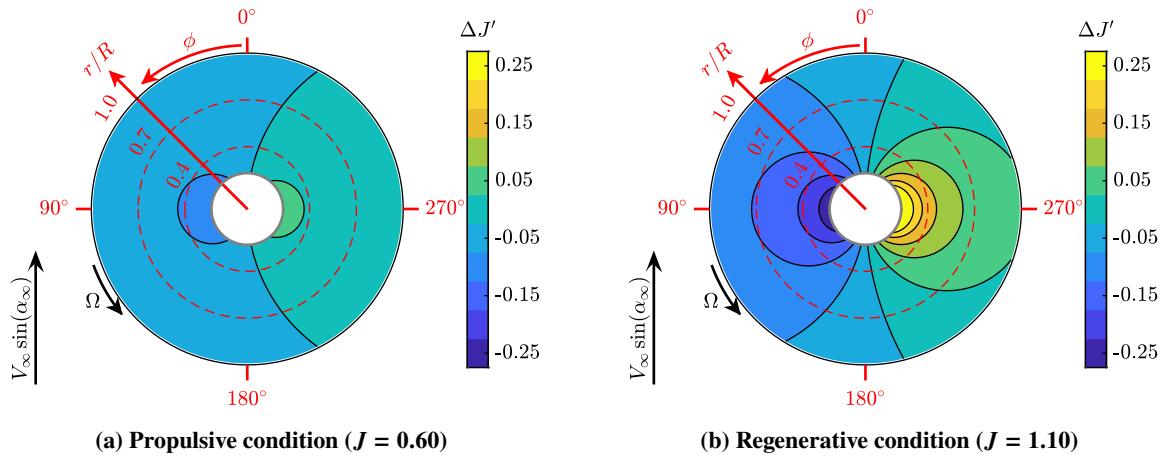 0°
ϕ
r/R
1.0
0.7
0.4
90°
270°
180°
Ω
V∞ sin(α∞)
ΔJ′
0.25
0.15
0.05
-0.05
-0.15
-0.25
(a) Propulsive condition (J = 0.60)
0°
ϕ
r/R
1.0
0.7
0.4
90°
270°
180°
Ω
V∞ sin(α∞)
ΔJ′
0.25
0.15
0.05
-0.05
-0.15
-0.25
(b) Regenerative condition (J = 1.10)